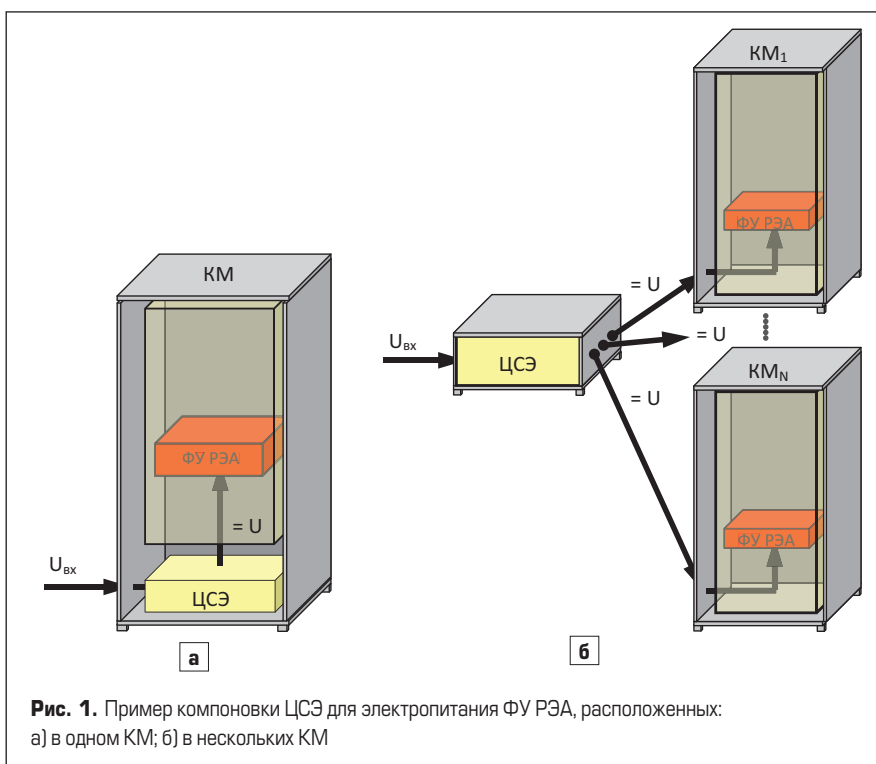 КМ
ФУ РЭА
= U
Uвх
ЦСЭ
а
КМ₁
ФУ РЭА
= U
Uвх
ЦСЭ
= U
= U
КМN
ФУ РЭА
б
Рис. 1. Пример компоновки ЦСЭ для электропитания ФУ РЭА, расположенных:
а) в одном КМ; б) в нескольких КМ